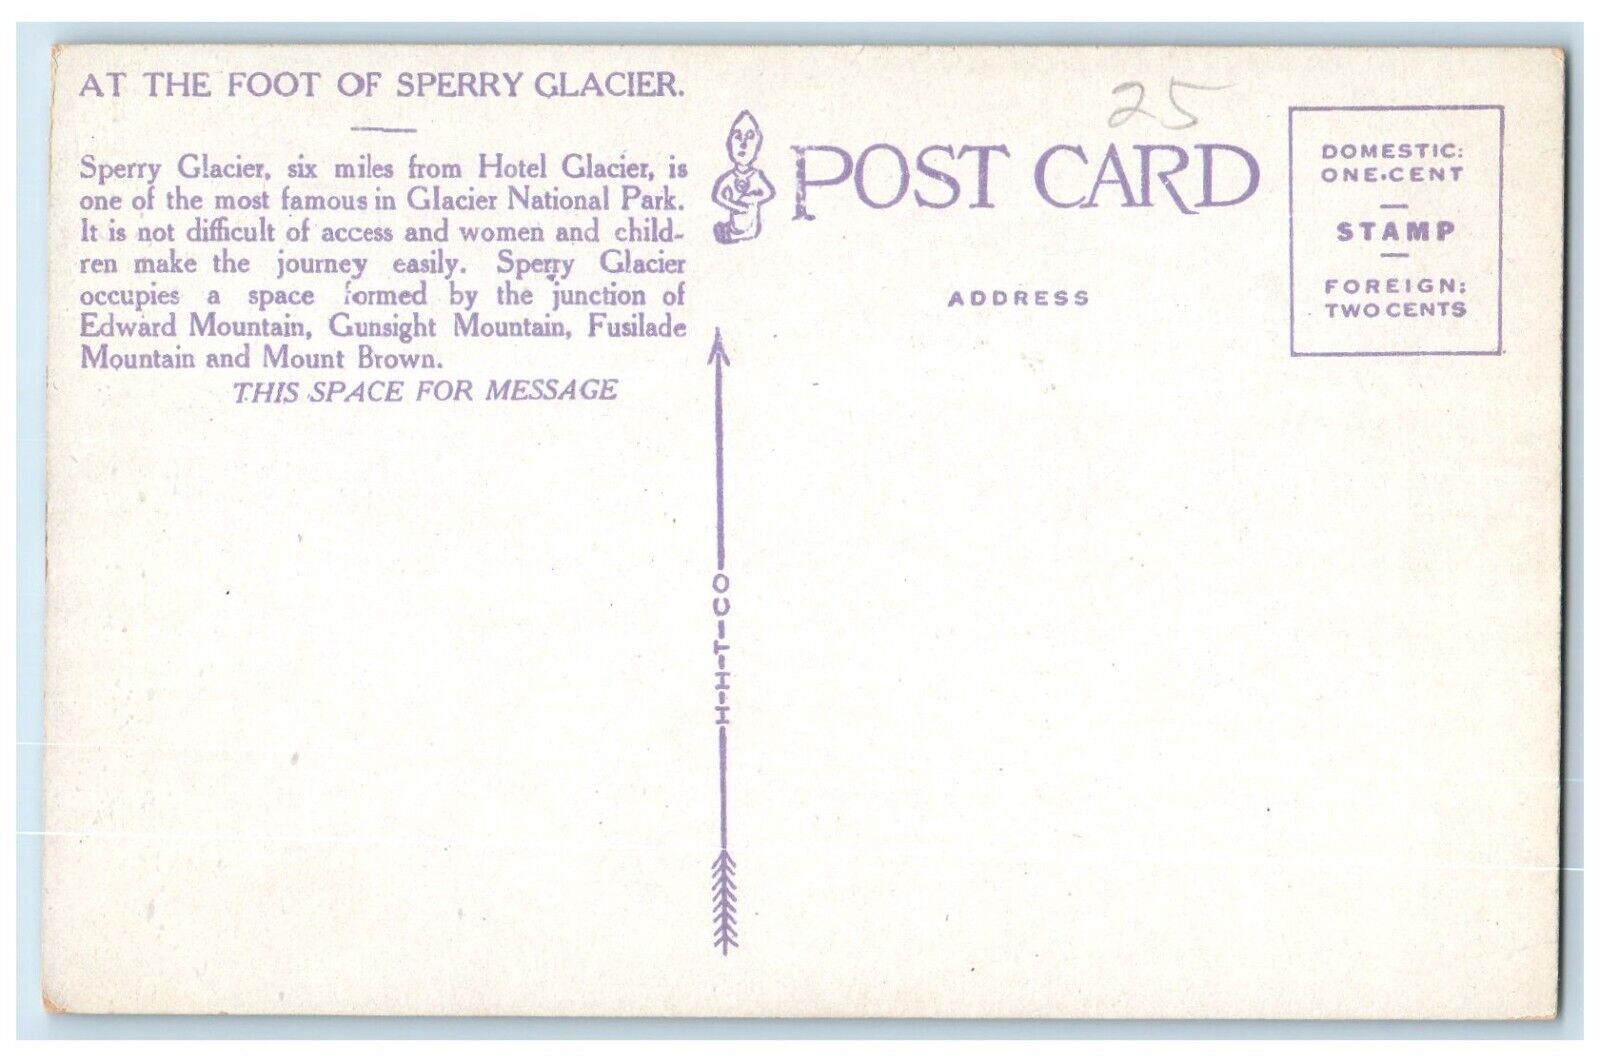 AT THE FOOT OF SPERRY GLACIER.
Sperry Glacier, six miles from Hotel Glacier, is
one of the most famous in Glacier National Park.
It is not difficult of access and women and child-
ren make the journey easily. Sperry Glacier
occupies a space formed by the junction of
Edward Mountain, Gunsight Mountain, Fusilade
Mountain and Mount Brown.
THIS SPACE FOR MESSAGE
25
POST CARD
ADDRESS
DOMESTIC:
ONE.CENT
STAMP
FOREIGN:
TWO CENTS
H-H-T-CO